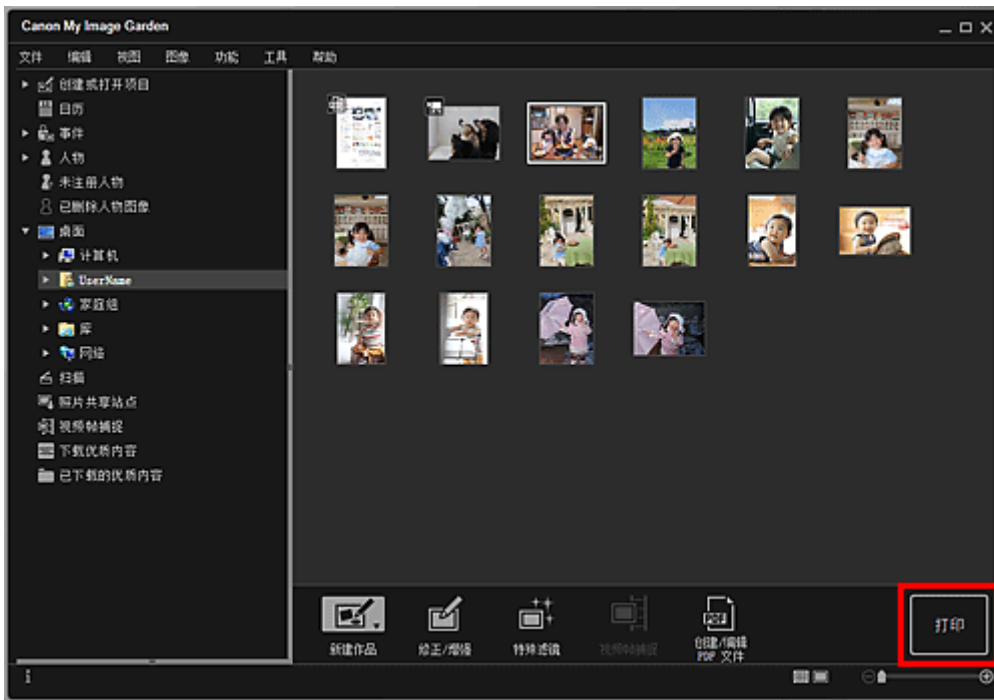 Canon My Image Garden
文件 编辑 视图 图像 功能 工具 帮助
创建或打开项目
日历
事件
人物
未注册人物
已删除人物图像
桌面
计算机
UserName
家庭组
库
网络
扫描
照片共享站点
视频帧捕捉
下载优质内容
已下载的优质内容
新建作品
修正/增强
特殊滤镜
视频帧捕捉
创建/编辑
PDF 文件
打印